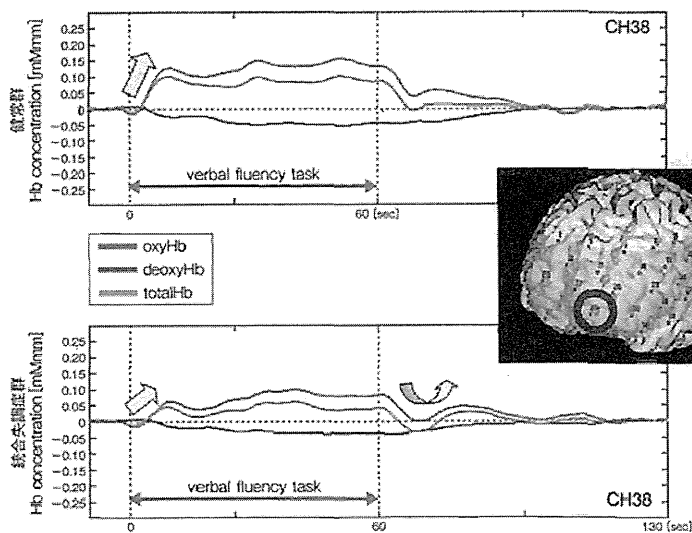 CH38
0.25
0.20
0.15
0.10
0.05
0
-0.05
-0.10
-0.15
-0.20
-0.25
健常群
Hb concentration [mMmm]
verbal fluency task
0
60 [sec]
oxyHb
deoxyHb
totalHb
0.25
0.20
0.15
0.10
0.05
0
-0.05
-0.10
-0.15
-0.20
-0.25
統合失調症群
Hb concentration [mMmm]
verbal fluency task
CH38
0
60
130 [sec]